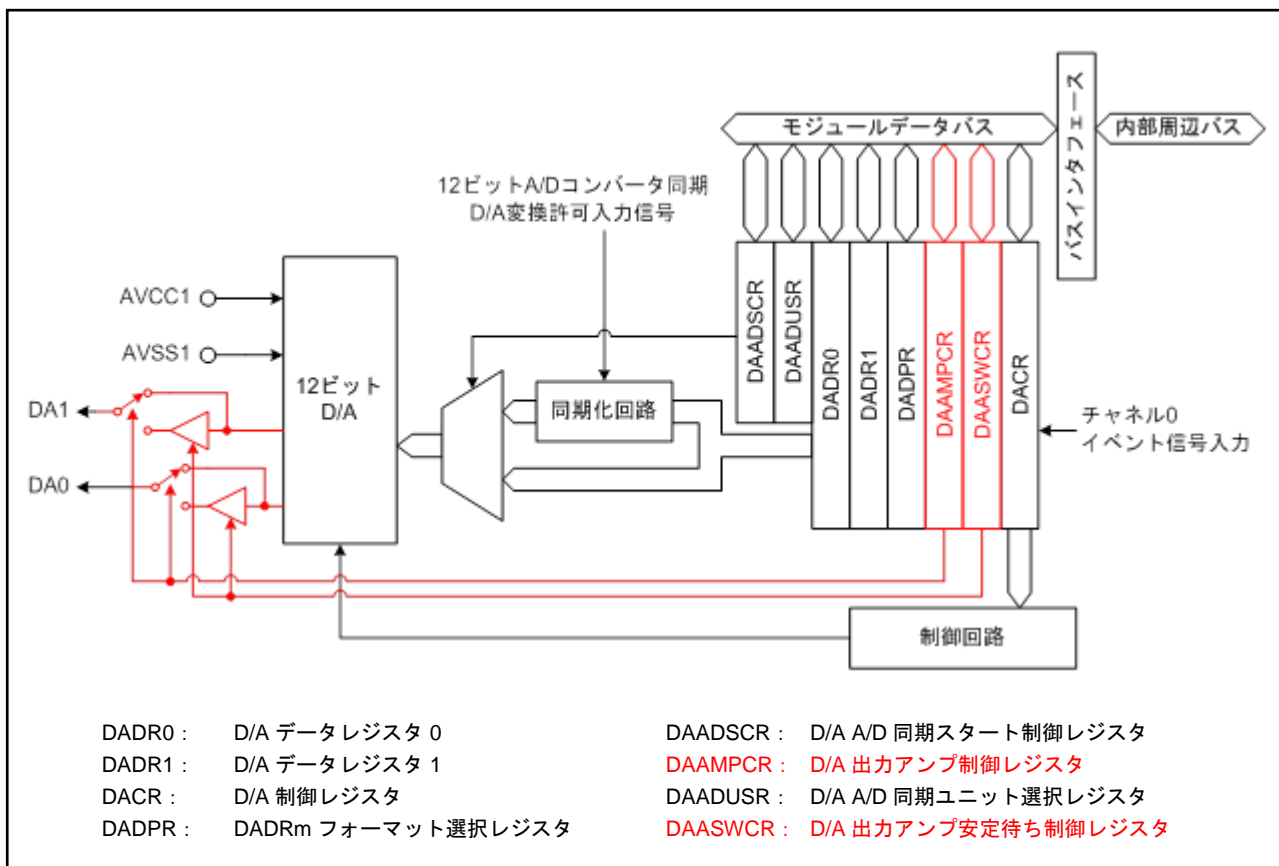 バスインタフェース
モジュールデータバス
内部周辺バス
12ビットA/Dコンバータ同期
D/A変換許可入力信号
AVCC1
AVSS1
12ビット
D/A
DA1
DA0
同期化回路
DAADSCR
DAADUSR
DADR0
DADR1
DADPR
DAAMPCR
DAASWCR
DACR
チャネル0
イベント信号入力
制御回路
DADR0： D/A データレジスタ 0
DADR1： D/A データレジスタ 1
DACR： D/A 制御レジスタ
DADPR： DADRm フォーマット選択レジスタ
DAADSCR： D/A A/D 同期スタート制御レジスタ
DAAMPCR： D/A 出力アンプ制御レジスタ
DAADUSR： D/A A/D 同期ユニット選択レジスタ
DAASWCR： D/A 出力アンプ安定待ち制御レジスタ